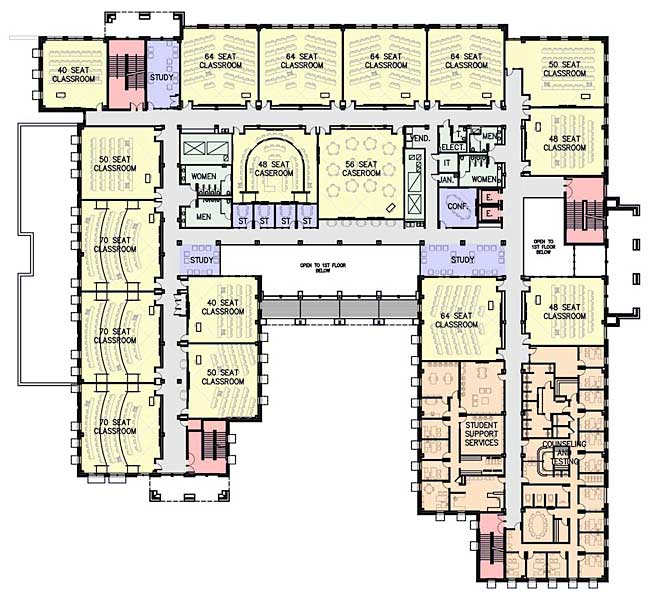 40 SEAT
CLASSROOM
STUDY
64 SEAT
CLASSROOM
64 SEAT
CLASSROOM
64 SEAT
CLASSROOM
64 SEAT
CLASSROOM
50 SEAT
CLASSROOM
50 SEAT
CLASSROOM
WOMEN
MEN
48 SEAT
CASEROOM
56 SEAT
CASEROOM
VEND.
T.
ELECT.
MEN
IT
JAN.
WOMEN
48 SEAT
CLASSROOM
ST
ST
ST
ST
CONF.
E.
E.
70 SEAT
CLASSROOM
STUDY
OPEN TO 1ST FLOOR
BELOW
STUDY
OPEN TO
1ST FLOOR
BELOW
70 SEAT
CLASSROOM
40 SEAT
CLASSROOM
64 SEAT
CLASSROOM
48 SEAT
CLASSROOM
50 SEAT
CLASSROOM
70 SEAT
CLASSROOM
STUDENT
SUPPORT
SERVICES
COUNSELING
AND
TESTING